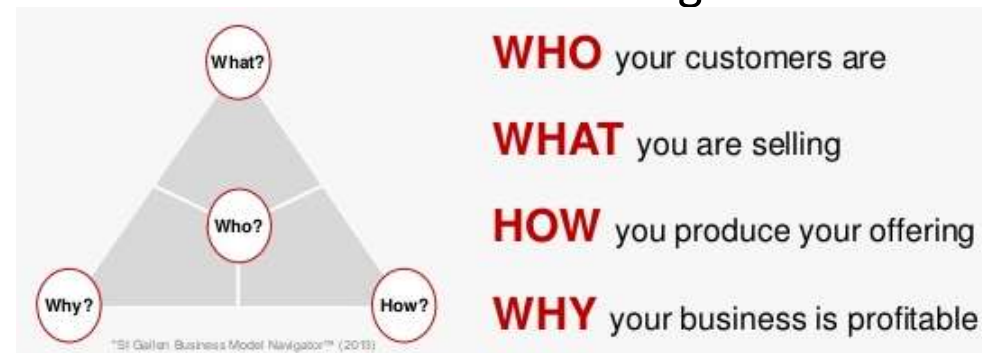 What?
Who?
Why?
How?
"St Gallen Business Model Navigator™ (2013)
WHO your customers are
WHAT you are selling
HOW you produce your offering
WHY your business is profitable